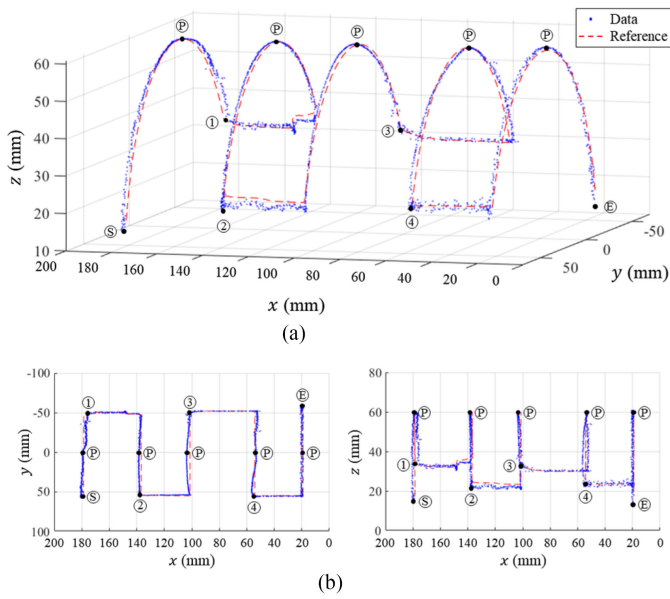 Data
Reference
Ⓟ Ⓟ Ⓟ Ⓟ Ⓟ
60
50
40
30
20
10
z (mm)
① ③
Ⓢ ② ④ Ⓔ
200 180 160 140 120 100 80 60 40 20 0
x (mm)
50 0 -50
y (mm)
(a)
-100
-50
0
50
100
y (mm)
① ③ Ⓔ
Ⓟ Ⓟ Ⓟ Ⓟ Ⓟ
Ⓢ ② ④
200 180 160 140 120 100 80 60 40 20 0
x (mm)
80
60
40
20
0
z (mm)
Ⓟ Ⓟ Ⓟ Ⓟ Ⓟ
① ③
Ⓢ ② ④ Ⓔ
200 180 160 140 120 100 80 60 40 20 0
x (mm)
(b)